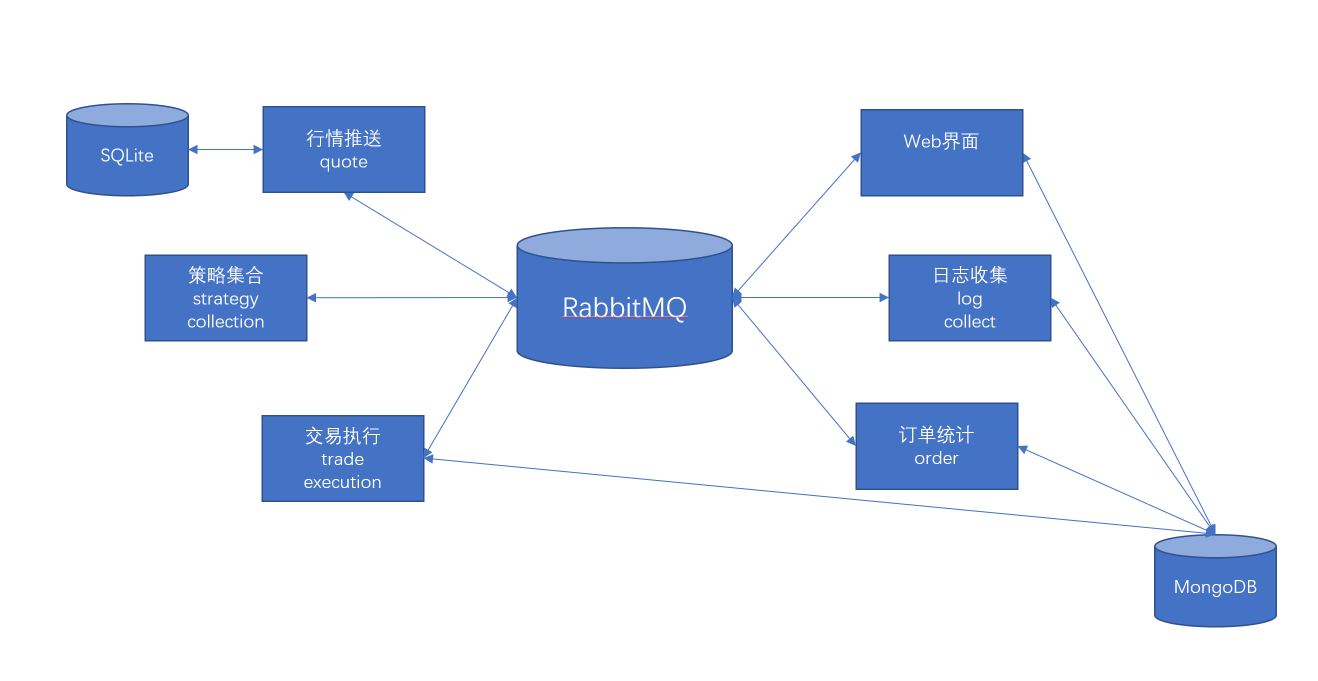 SQLite
行情推送
quote
Web界面
策略集合
strategy
collection
RabbitMQ
日志收集
log
collect
交易执行
trade
execution
订单统计
order
MongoDB